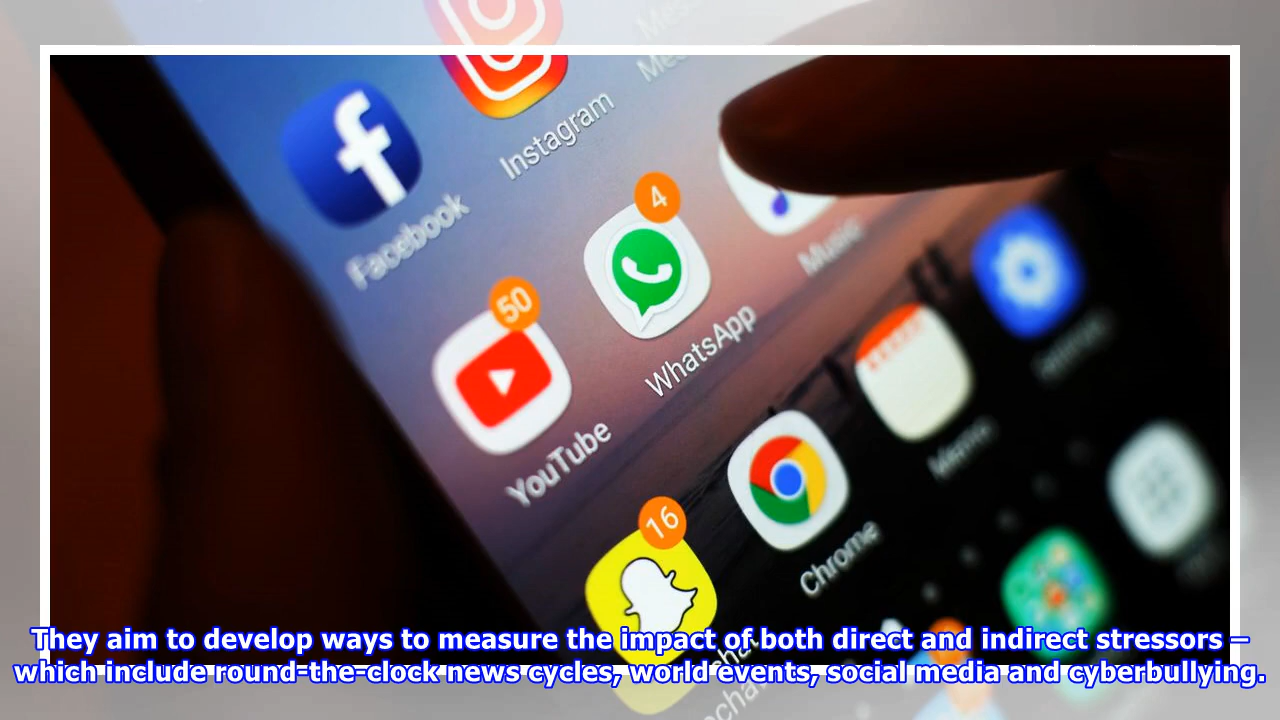 Instagram
Facebook
4
Music
50
WhatsApp
YouTube
16
Memo
Chrome
They aim to develop ways to measure the impact of both direct and indirect stressors –
which include round-the-clock news cycles, world events, social media and cyberbullying.